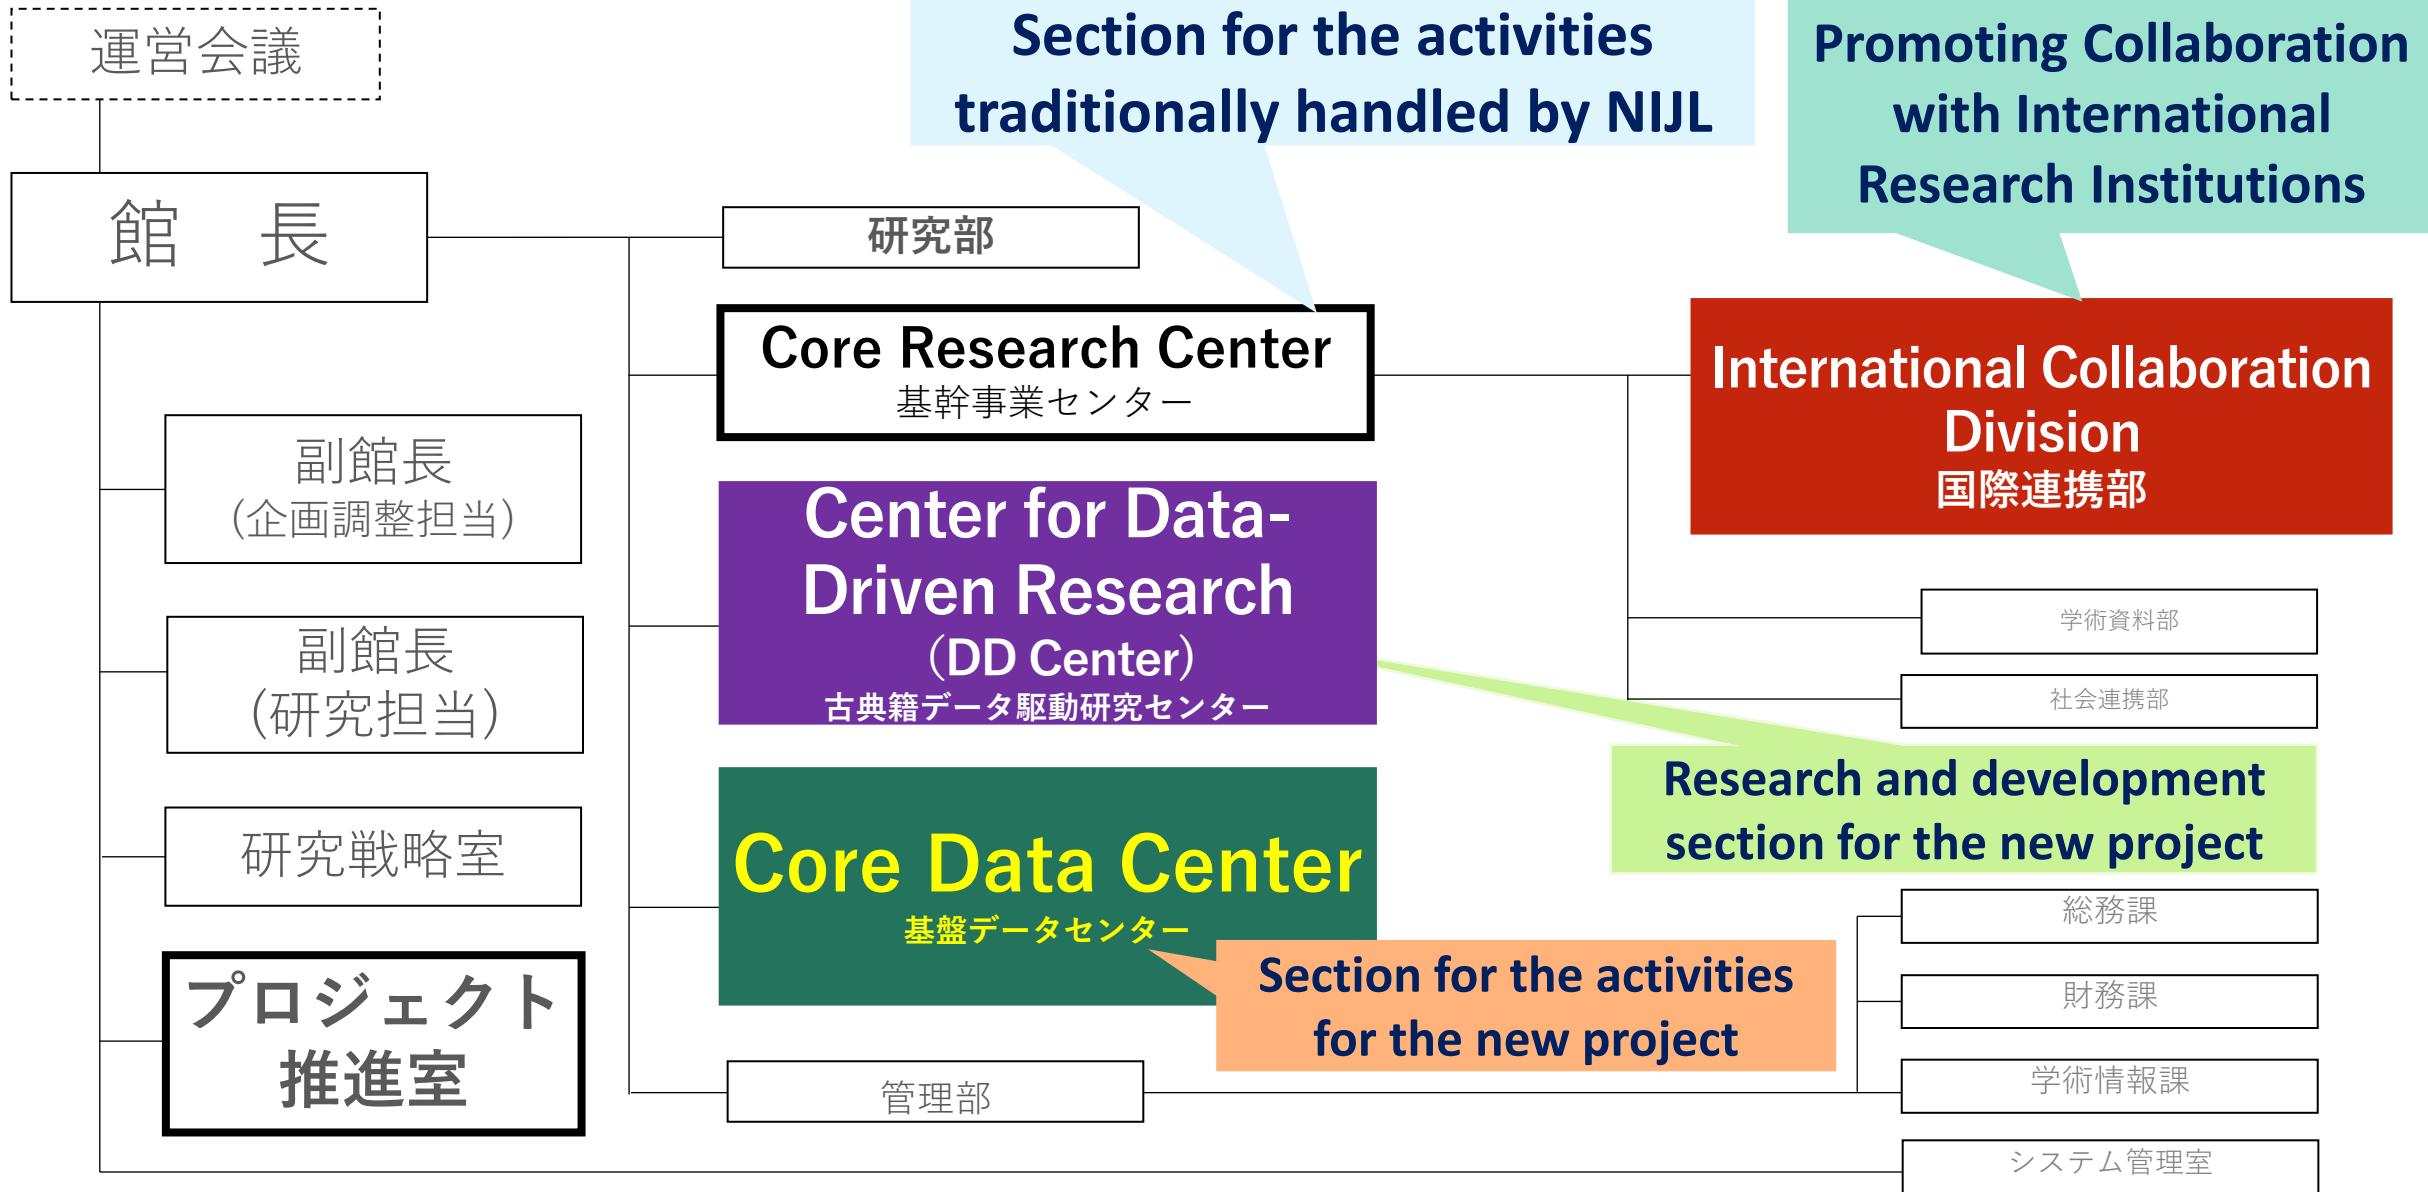 運営会議
Section for the activities
traditionally handled by NIJL
Promoting Collaboration
with International
Research Institutions
館　長
研究部
Core Research Center
基幹事業センター
International Collaboration
Division
国際連携部
副館長
(企画調整担当)
Center for Data-
Driven Research
(DD Center)
古典籍データ駆動研究センター
副館長
(研究担当)
学術資料部
社会連携部
Research and development
section for the new project
研究戦略室
Core Data Center
基盤データセンター
Section for the activities
for the new project
プロジェクト
推進室
管理部
総務課
財務課
学術情報課
システム管理室